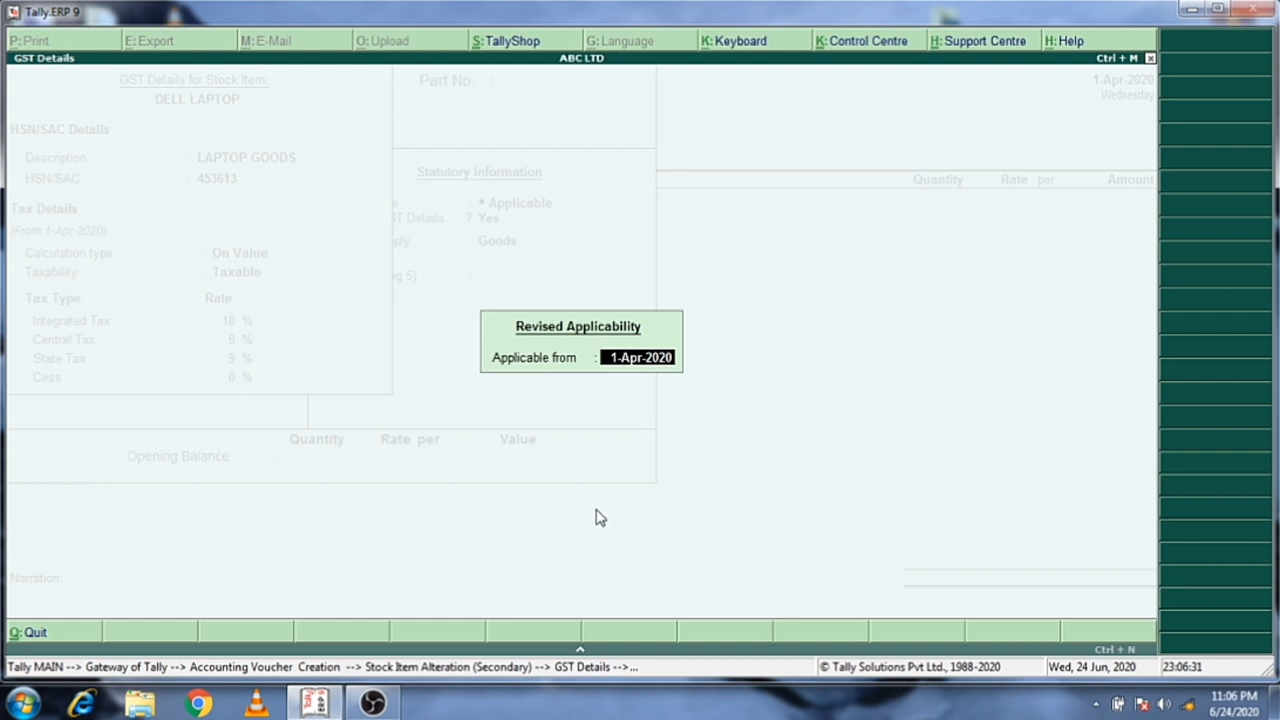 Tally.ERP 9
P: Print E: Export M: E-Mail O: Upload S: TallyShop G: Language K: Keyboard K: Control Centre H: Support Centre H: Help
GST Details ABC LTD Ctrl + M
GST Details for Stock Item: Part No. : 1-Apr-2020
DELL LAPTOP Wednesday
HSN/SAC Details
Description : LAPTOP GOODS Statutory Information
HSN/SAC : 453613 Quantity Rate per Amount
Tax Details e : ♦ Applicable
(From 1-Apr-2020) ST Details ? Yes
ply : Goods
Calculation type : On Value
Taxability : Taxable g 5) :
Tax Type Rate
Integrated Tax 18 %
Central Tax 9 %
State Tax 9 %
Cess 0 %
Revised Applicability
Applicable from : 1-Apr-2020
Quantity Rate per Value
Opening Balance :
Narration:
Q: Quit
Ctrl + N
Tally MAIN --> Gateway of Tally --> Accounting Voucher Creation --> Stock Item Alteration (Secondary) --> GST Details -->... © Tally Solutions Pvt Ltd., 1988-2020 Wed, 24 Jun, 2020 23:06:31
11:06 PM
6/24/2020